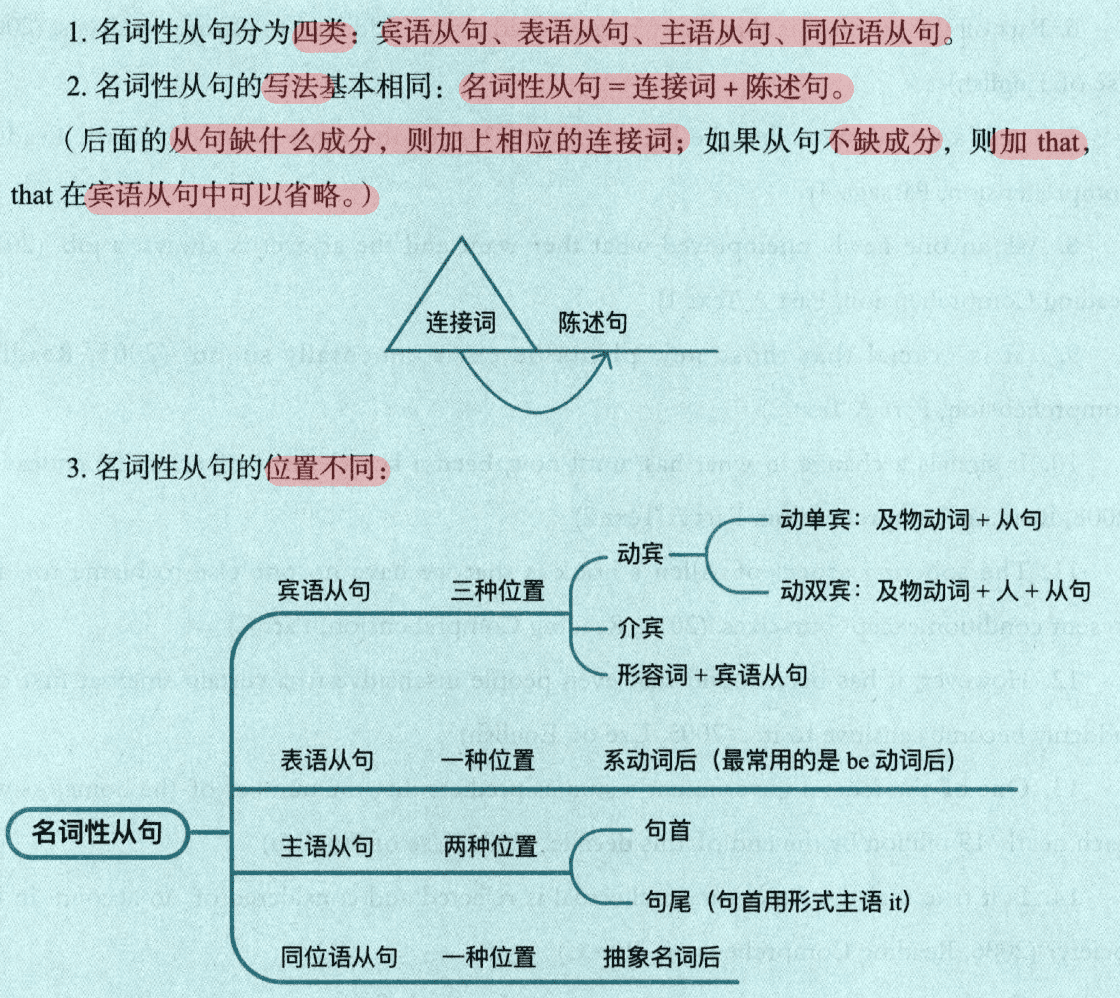 1. 名词性从句分为四类：宾语从句、表语从句、主语从句、同位语从句。
2. 名词性从句的写法基本相同：名词性从句 = 连接词 + 陈述句。
（后面的从句缺什么成分，则加上相应的连接词；如果从句不缺成分，则加 that，
that 在宾语从句中可以省略。）
连接词 陈述句
3. 名词性从句的位置不同：
动单宾：及物动词 + 从句
动宾
动双宾：及物动词 + 人 + 从句
宾语从句 三种位置
介宾
形容词 + 宾语从句
表语从句 一种位置 系动词后（最常用的是 be 动词后）
名词性从句
句首
主语从句 两种位置
句尾（句首用形式主语 it）
同位语从句 一种位置 抽象名词后